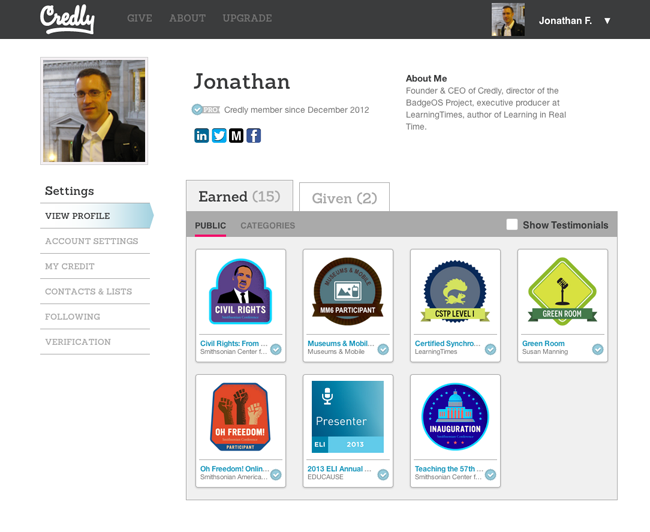 Credly
GIVE
ABOUT
UPGRADE
Jonathan F. ▼
Jonathan
PRO Credly member since December 2012
in
M
f
About Me
Founder & CEO of Credly, director of the
BadgeOS Project, executive producer at
LearningTimes, author of Learning in Real
Time.
Settings
VIEW PROFILE
ACCOUNT SETTINGS
MY CREDIT
CONTACTS & LISTS
FOLLOWING
VERIFICATION
Earned (15)
Given (2)
PUBLIC
CATEGORIES
Show Testimonials
CIVIL RIGHTS
Civil Rights: From ...
Smithsonian Center f...
MUSEUMS & MOBILE
MM6 PARTICIPANT
Museums & Mobil...
Museums & Mobile
CSTP LEVEL I
Certified Synchro...
LearningTimes
GREEN ROOM
Green Room
Susan Manning
OH FREEDOM!
PARTICIPANT
Oh Freedom! Onlin...
Smithsonian America...
Presenter
ELI 2013
2013 ELI Annual ...
EDUCAUSE
INAUGURATION
Teaching the 57th ...
Smithsonian Center f...